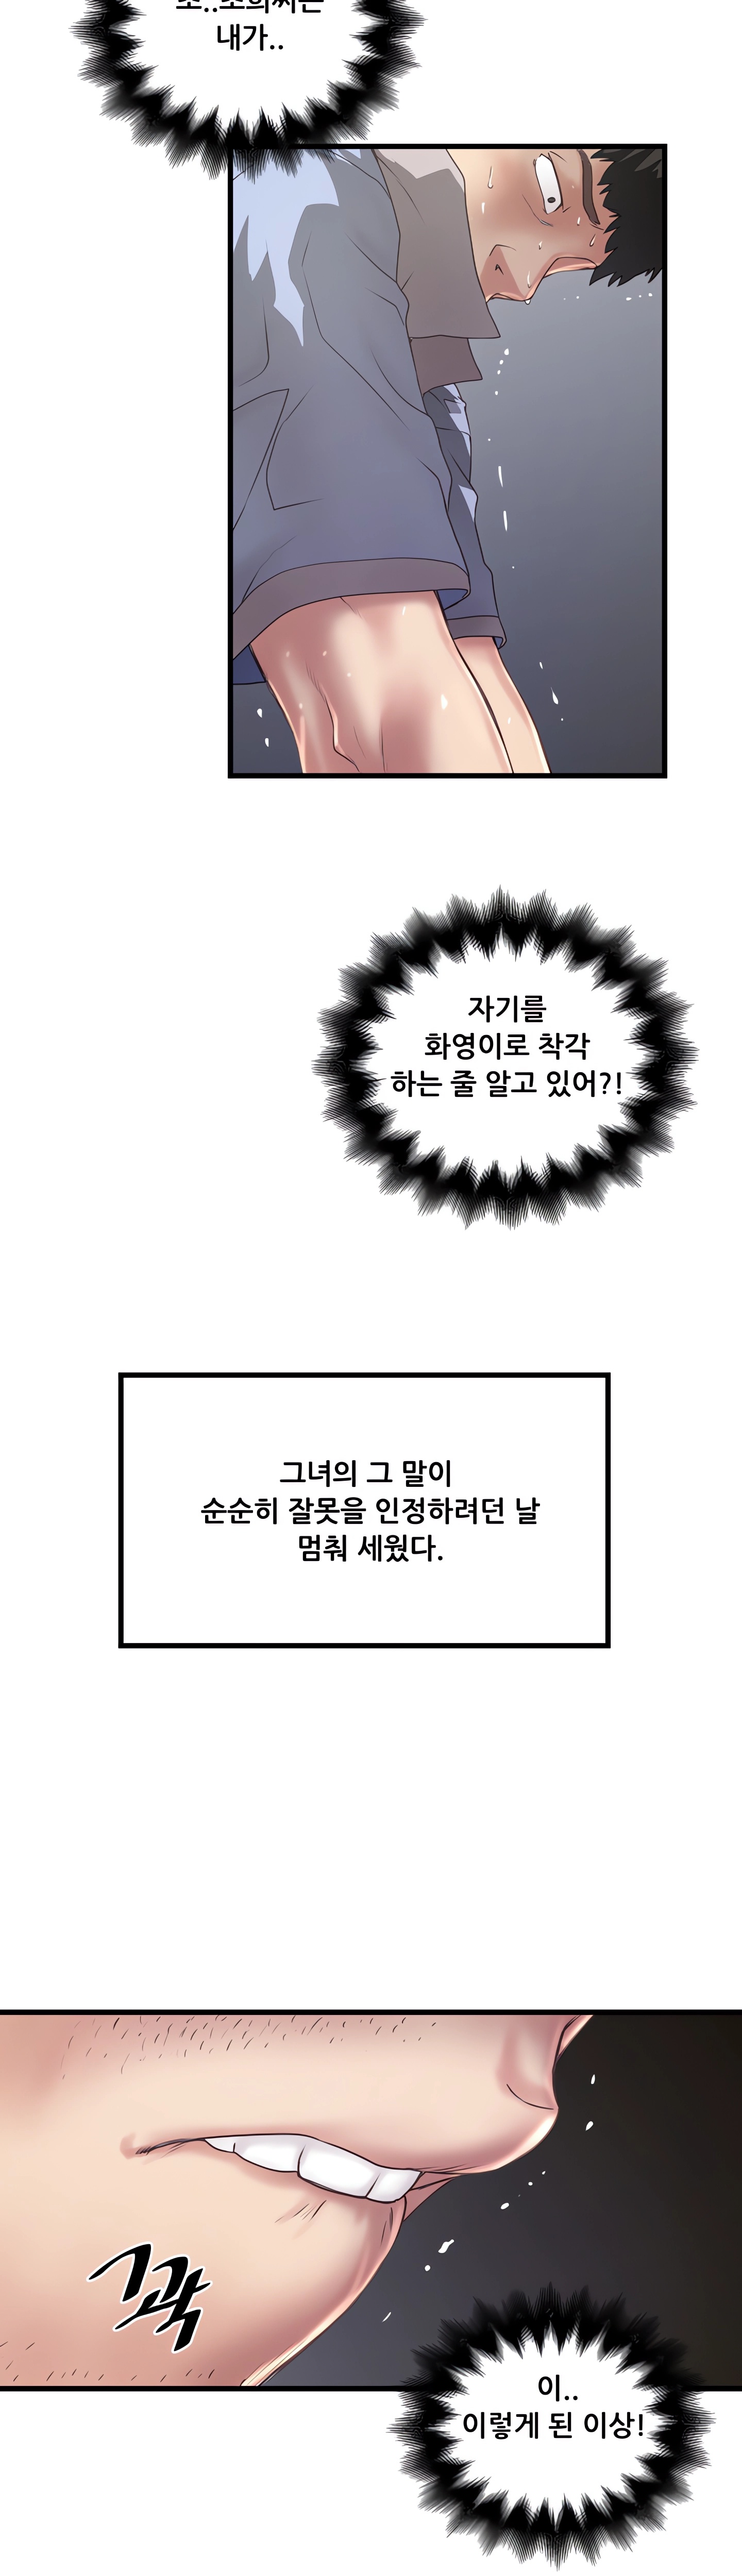 내가..
자기를
화영이로 착각
하는 줄 알고 있어?!
그녀의 그 말이
순순히 잘못을 인정하려던 날
멈춰 세웠다.
꽉
이..
이렇게 된 이상!